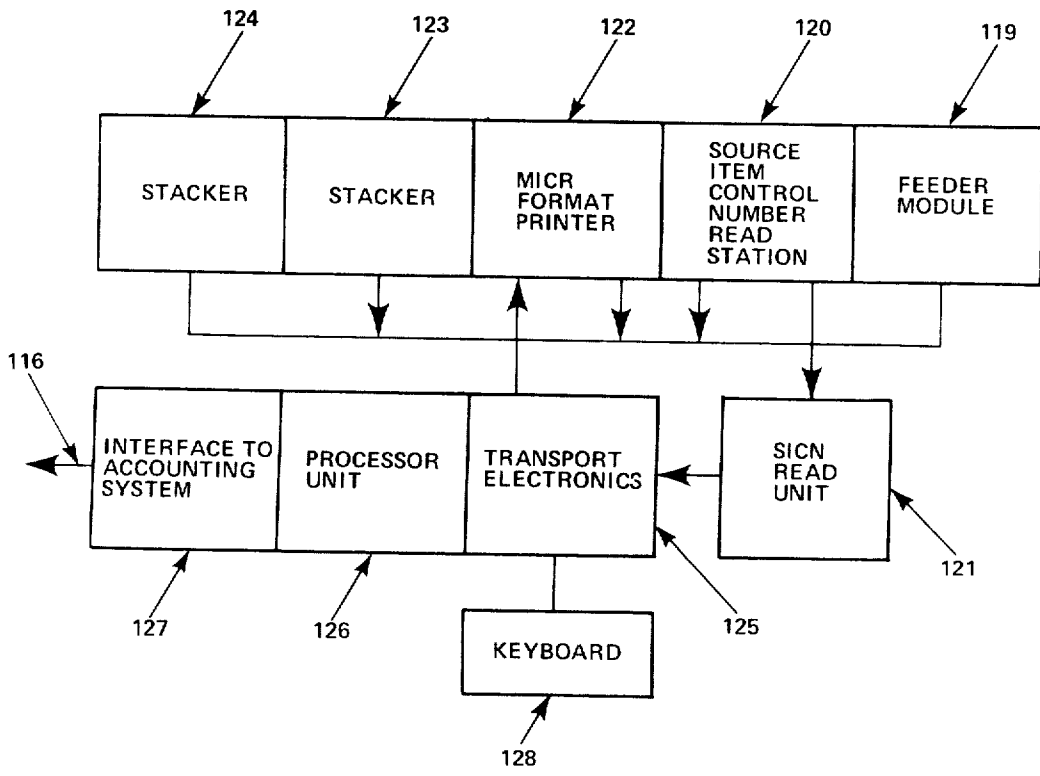 124
123
122
120
119
STACKER
STACKER
MICR
FORMAT
PRINTER
SOURCE
ITEM
CONTROL
NUMBER
READ
STATION
FEEDER
MODULE
116
INTERFACE TO
ACCOUNTING
SYSTEM
PROCESSOR
UNIT
TRANSPORT
ELECTRONICS
SICN
READ
UNIT
127
126
125
121
KEYBOARD
128